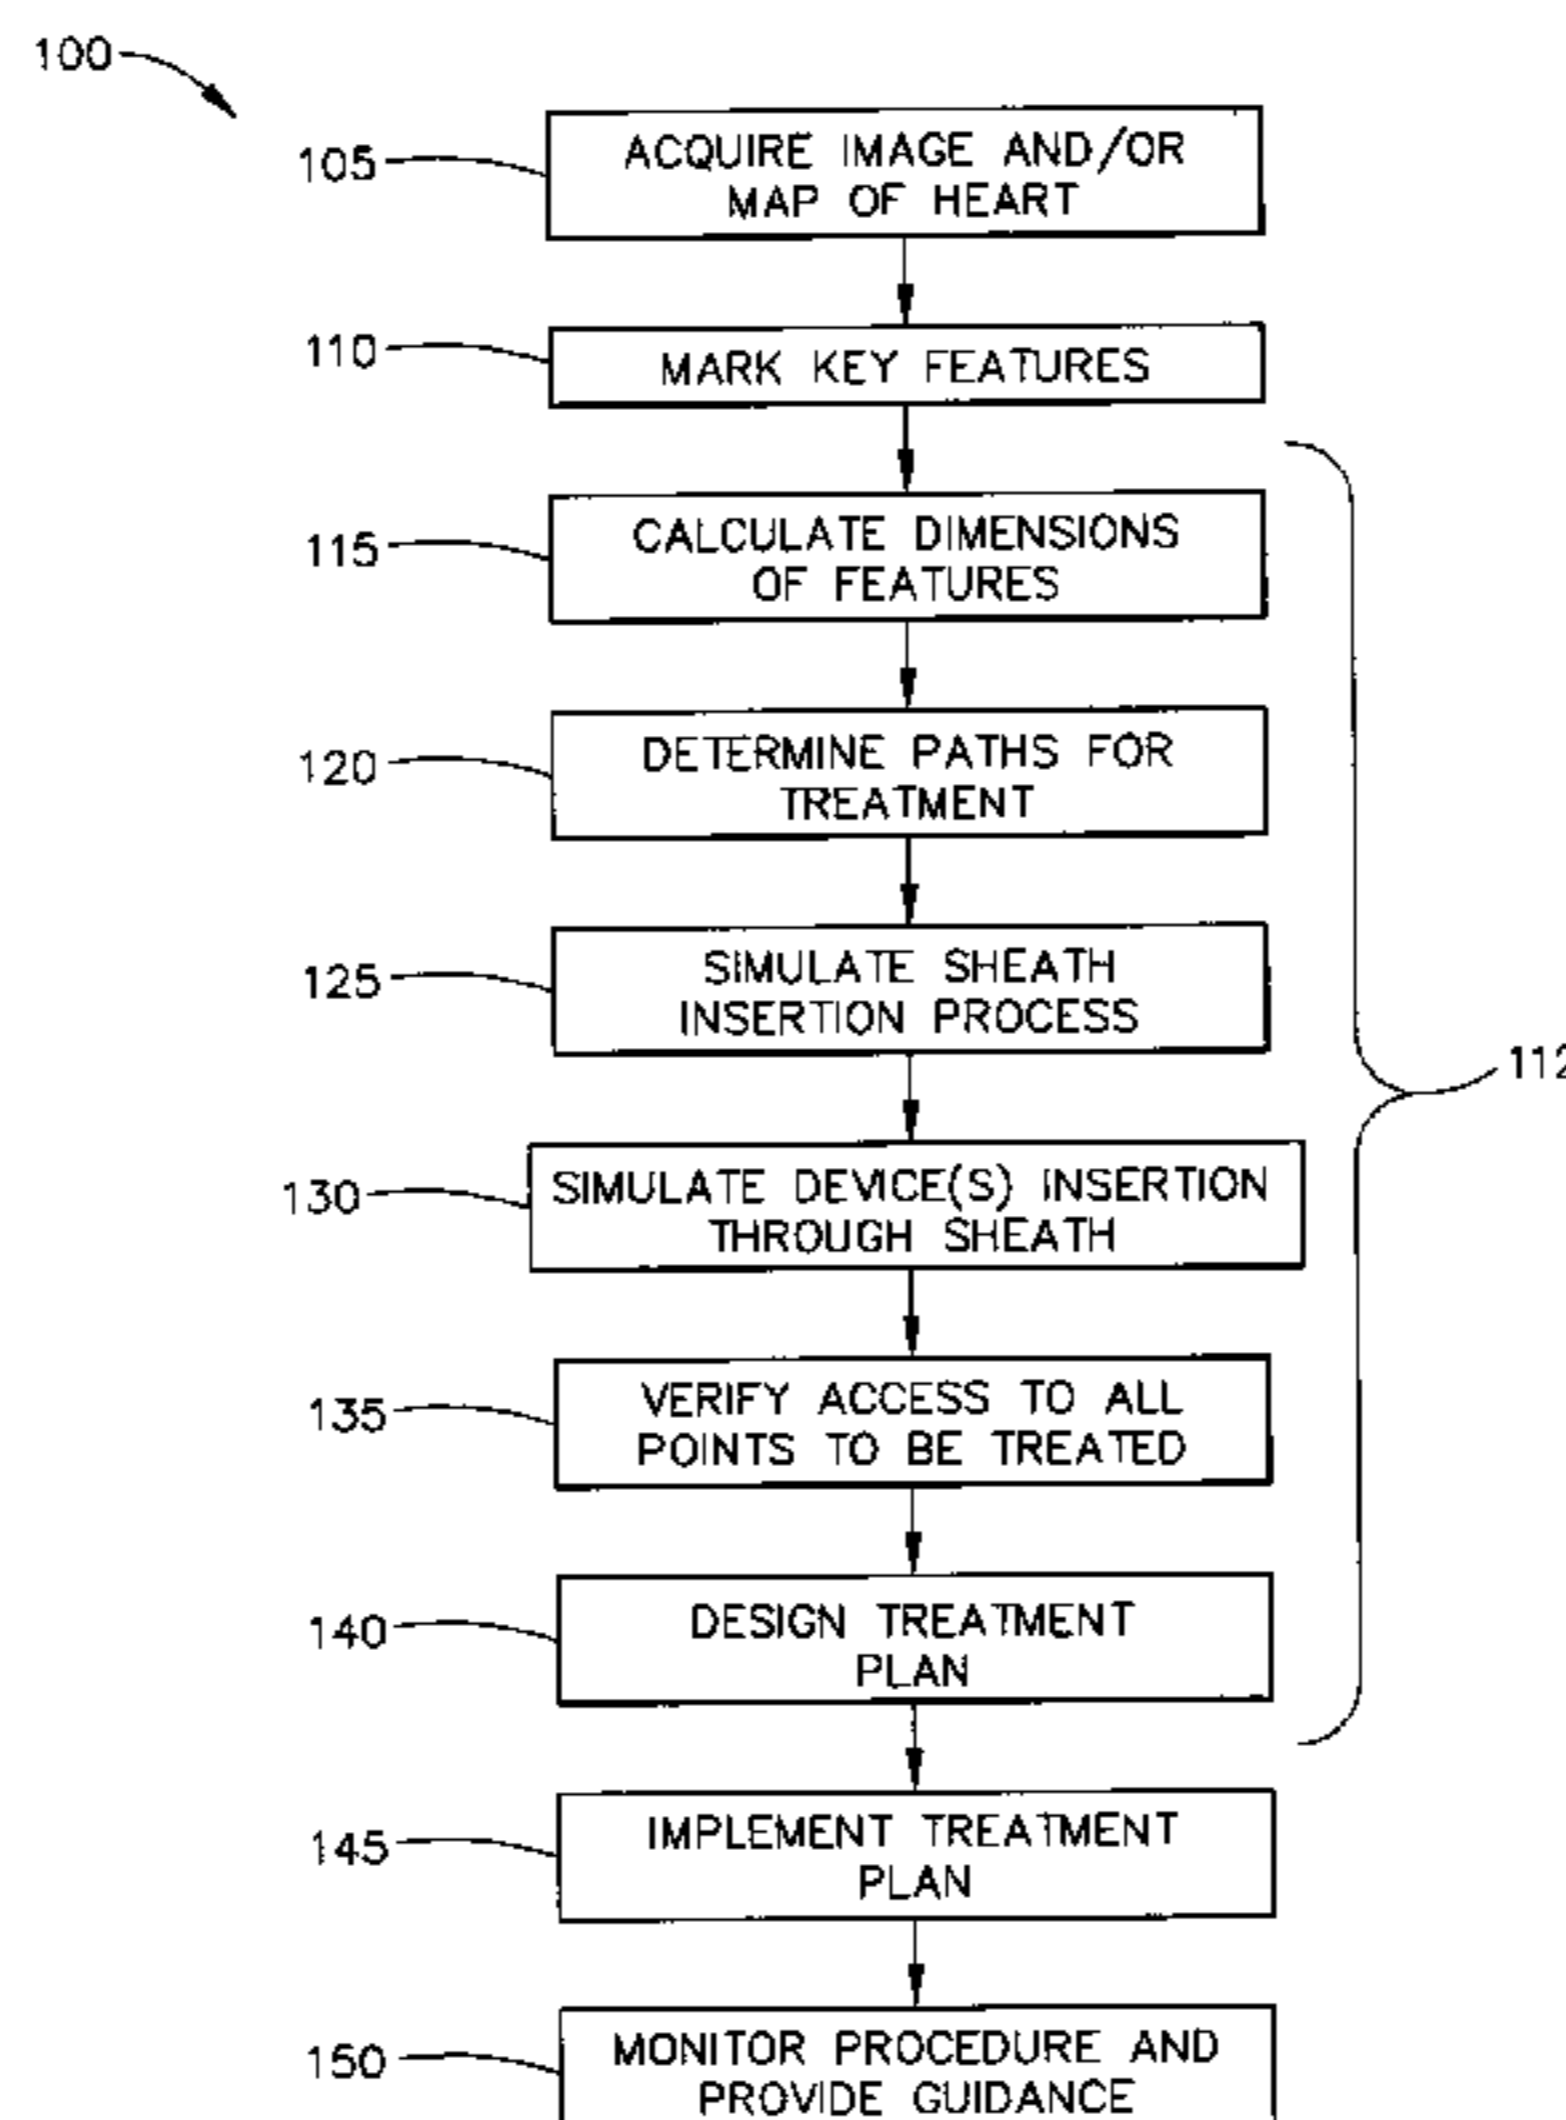 100
105
ACQUIRE IMAGE AND/OR
MAP OF HEART
110
MARK KEY FEATURES
115
CALCULATE DIMENSIONS
OF FEATURES
120
DETERMINE PATHS FOR
TREATMENT
125
SIMULATE SHEATH
INSERTION PROCESS
112
130
SIMULATE DEVICE(S) INSERTION
THROUGH SHEATH
135
VERIFY ACCESS TO ALL
POINTS TO BE TREATED
140
DESIGN TREATMENT
PLAN
145
IMPLEMENT TREATMENT
PLAN
150
MONITOR PROCEDURE AND
PROVIDE GUIDANCE